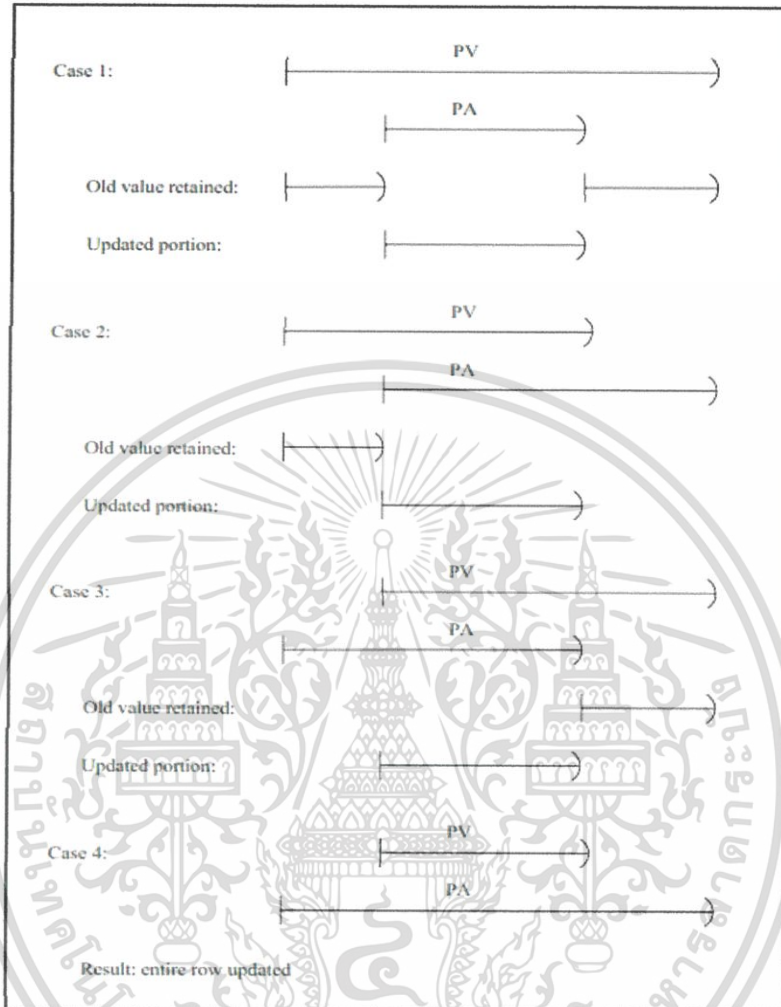 PV
Case 1:
PA
Old value retained:
Updated portion:
PV
Case 2:
PA
Old value retained:
Updated portion:
PV
Case 3:
PA
Old value retained:
Updated portion:
PV
Case 4:
PA
Result: entire row updated